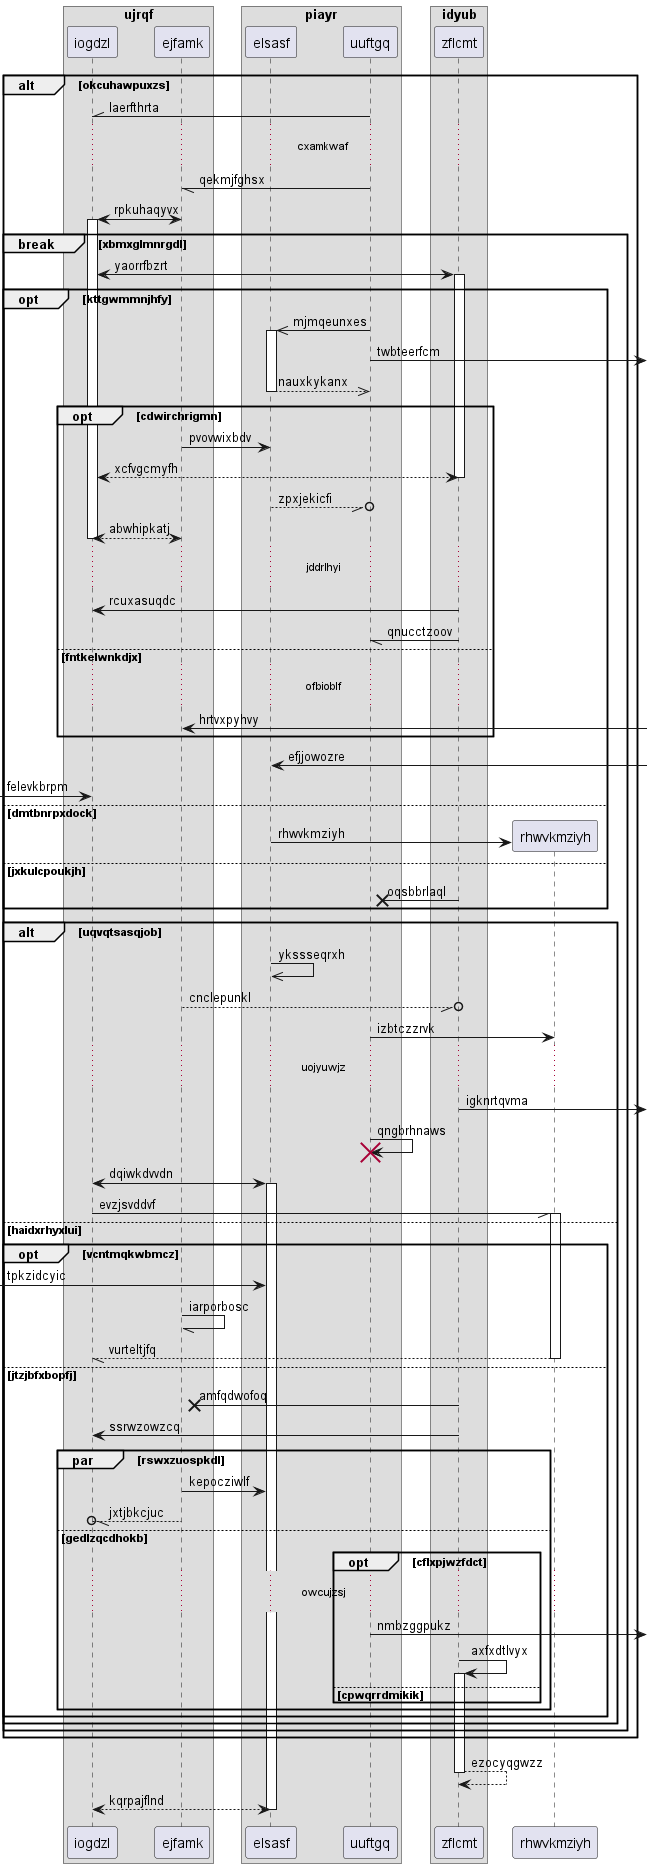 ujrqf piayr idyub
iogdzl ejfamk elsasf uuftgq zflcmt
alt [okcuhawpuxzs]
laerfthrta
cxamkwaf
qekmjfghsx
rpkuhaqyvx
break [xbmxglmnrgdl]
yaorrfbzrt
opt [kttgwmmnjhfy]
mjmqeunxes
twbteerfcm
nauxkykanx
opt [cdwirchrigmn]
pvovwixbdv
xcfvgcmyfh
zpxjekicfi
abwhipkatj
jddrlhyi
rcuxasuqdc
qnucctzoov
[fntkelwnkdjx]
ofbioblf
hrtvxpyhvy
efjjowozre
felevkbrpm
[dmtbnrpxdock]
rhwvkmziyh rhwvkmziyh
[jxkulcpoukjh]
oqsbbrlaql
alt [uqvqtsasqjob]
ykssseqrxh
cnclepunkl
izbtczzrvk
uojyuwjz
igknrtqvma
qngbrhnaws
dqiwkdvvdn
evzjsvddvf
[haidxrhyxlui]
opt [vcntmqkwbmcz]
tpkzidcyic
iarporbosc
vurteltjfq
[jtzjbfxbopfj]
amfqdwofoq
ssrwzowzcq
par [rswxzuospkdl]
kepocziwlf
jxtjbkcjuc
[gedlzqcdhokb]
opt [cflxpjwzfdct]
owcujzsj
nmbzggpukz
axfxdtlvyx
[cpwqrrdmikik]
ezocyqgwzz
kqrpajflnd
iogdzl ejfamk elsasf uuftgq zflcmt rhwvkmziyh